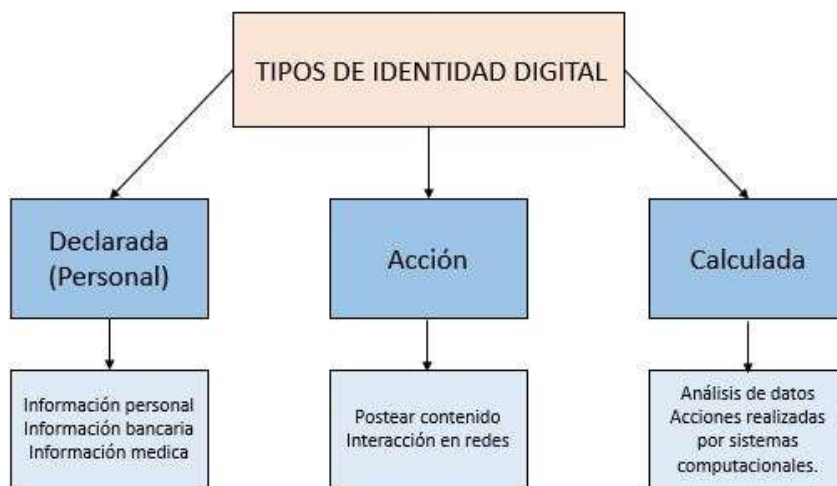 TIPOS DE IDENTIDAD DIGITAL
Declarada
(Personal)
Acción
Calculada
Información personal
Información bancaria
Información medica
Postear contenido
Interacción en redes
Análisis de datos
Acciones realizadas
por sistemas
computacionales.